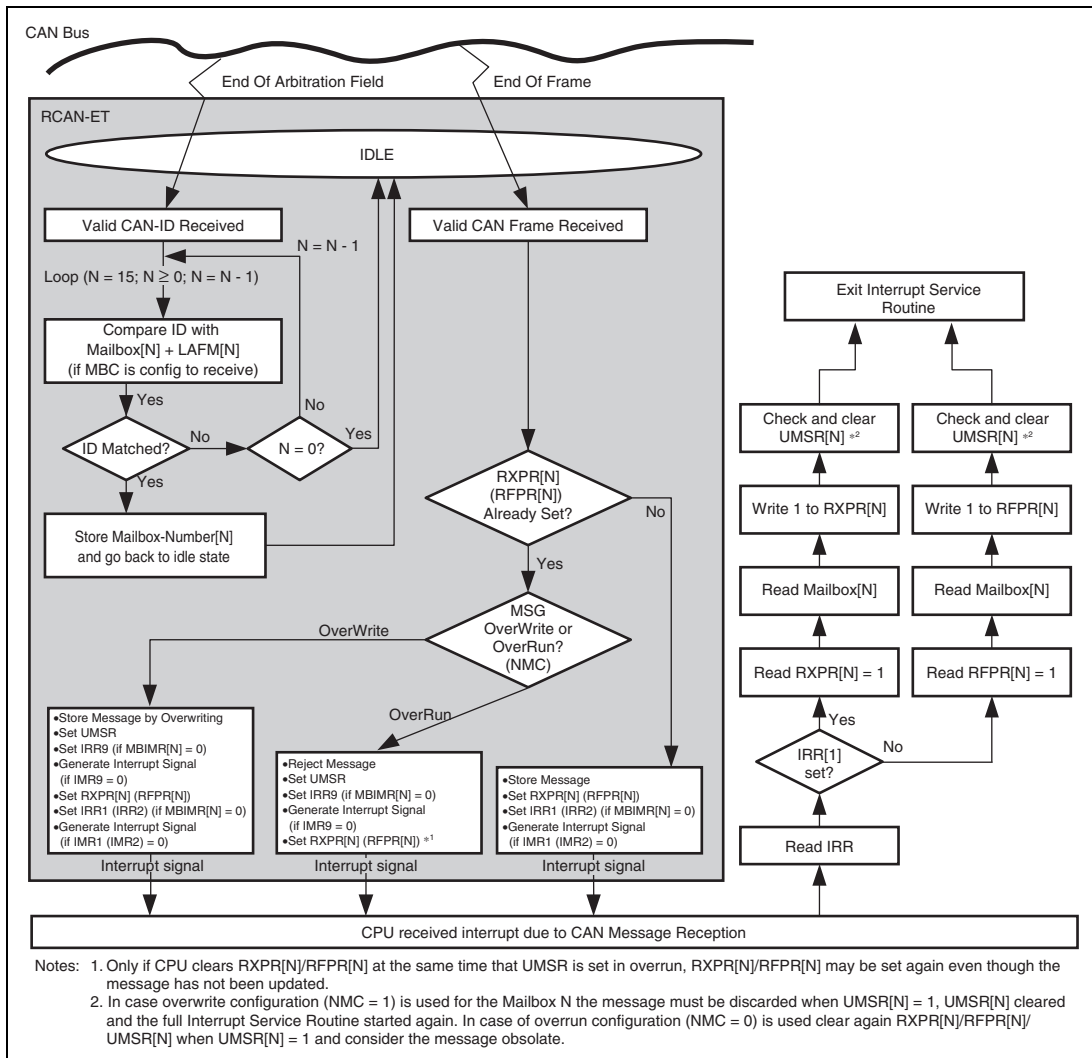 CAN Bus
End Of Arbitration Field
End Of Frame
RCAN-ET
IDLE
Valid CAN-ID Received
Valid CAN Frame Received
N = N - 1
Loop (N = 15; N ≥ 0; N = N - 1)
Exit Interrupt Service
Routine
Compare ID with
Mailbox[N] + LAFM[N]
(if MBC is config to receive)
Yes
No
ID Matched?
No
N = 0?
Yes
Yes
Store Mailbox-Number[N]
and go back to idle state
RXPR[N]
(RFPR[N])
Already Set?
No
Yes
MSG
OverWrite or
OverRun?
(NMC)
OverWrite
OverRun
•Store Message by Overwriting
•Set UMSR
•Set IRR9 (if MBIMR[N] = 0)
•Generate Interrupt Signal
(if IMR9 = 0)
•Set RXPR[N] (RFPR[N])
•Set IRR1 (IRR2) (if MBIMR[N] = 0)
•Generate Interrupt Signal
(if IMR1 (IMR2) = 0)
•Reject Message
•Set UMSR
•Set IRR9 (if MBIMR[N] = 0)
•Generate Interrupt Signal
(if IMR9 = 0)
•Set RXPR[N] (RFPR[N]) *1
•Store Message
•Set RXPR[N] (RFPR[N])
•Set IRR1 (IRR2) (if MBIMR[N] = 0)
•Generate Interrupt Signal
(if IMR1 (IMR2) = 0)
Interrupt signal
Interrupt signal
Interrupt signal
Check and clear
UMSR[N] *2
Check and clear
UMSR[N] *2
Write 1 to RXPR[N]
Write 1 to RFPR[N]
Read Mailbox[N]
Read Mailbox[N]
Read RXPR[N] = 1
Read RFPR[N] = 1
Yes
No
IRR[1]
set?
Read IRR
CPU received interrupt due to CAN Message Reception
Notes: 1. Only if CPU clears RXPR[N]/RFPR[N] at the same time that UMSR is set in overrun, RXPR[N]/RFPR[N] may be set again even though the
message has not been updated.
2. In case overwrite configuration (NMC = 1) is used for the Mailbox N the message must be discarded when UMSR[N] = 1, UMSR[N] cleared
and the full Interrupt Service Routine started again. In case of overrun configuration (NMC = 0) is used clear again RXPR[N]/RFPR[N]/
UMSR[N] when UMSR[N] = 1 and consider the message obsolate.